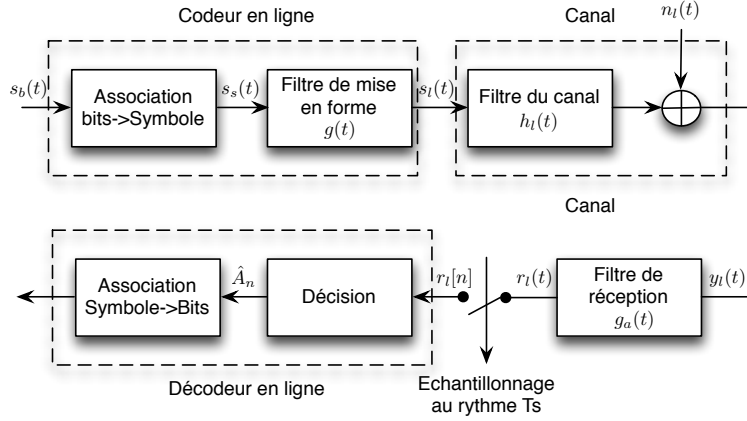 Codeur en ligne
Canal
n_l(t)
s_b(t)
Association
bits->Symbole
s_s(t)
Filtre de mise
en forme
g(t)
s_l(t)
Filtre du canal
h_l(t)
Canal
Association
Symbole->Bits
Â_n
Décision
r_l[n]
r_l(t)
Filtre de
réception
g_a(t)
y_l(t)
Décodeur en ligne
Echantillonnage
au rythme Ts